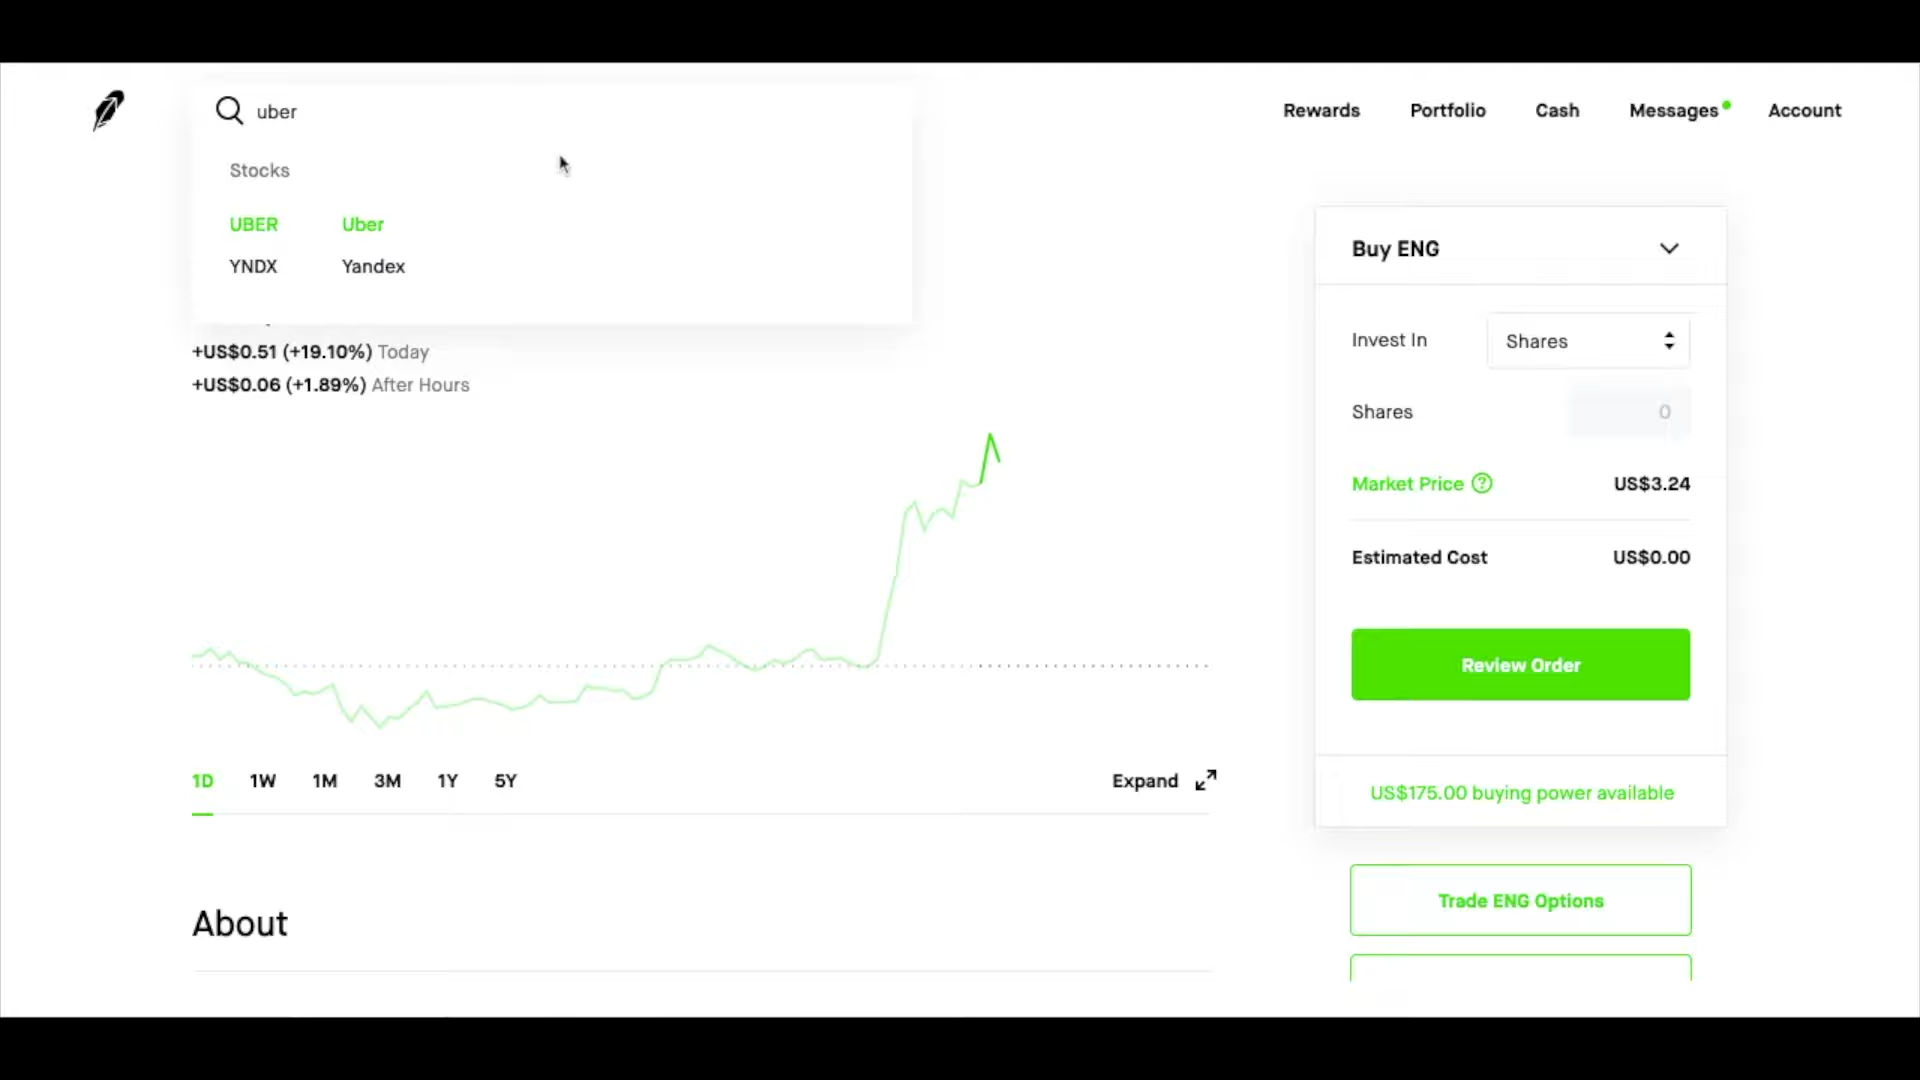 uber
Rewards
Portfolio
Cash
Messages
Account
Stocks
UBER Uber
YNDX Yandex
+US$0.51 (+19.10%) Today
+US$0.06 (+1.89%) After Hours
1D 1W 1M 3M 1Y 5Y
Expand
About
Buy ENG
Invest In Shares
Shares 0
Market Price ? US$3.24
Estimated Cost US$0.00
Review Order
US$175.00 buying power available
Trade ENG Options